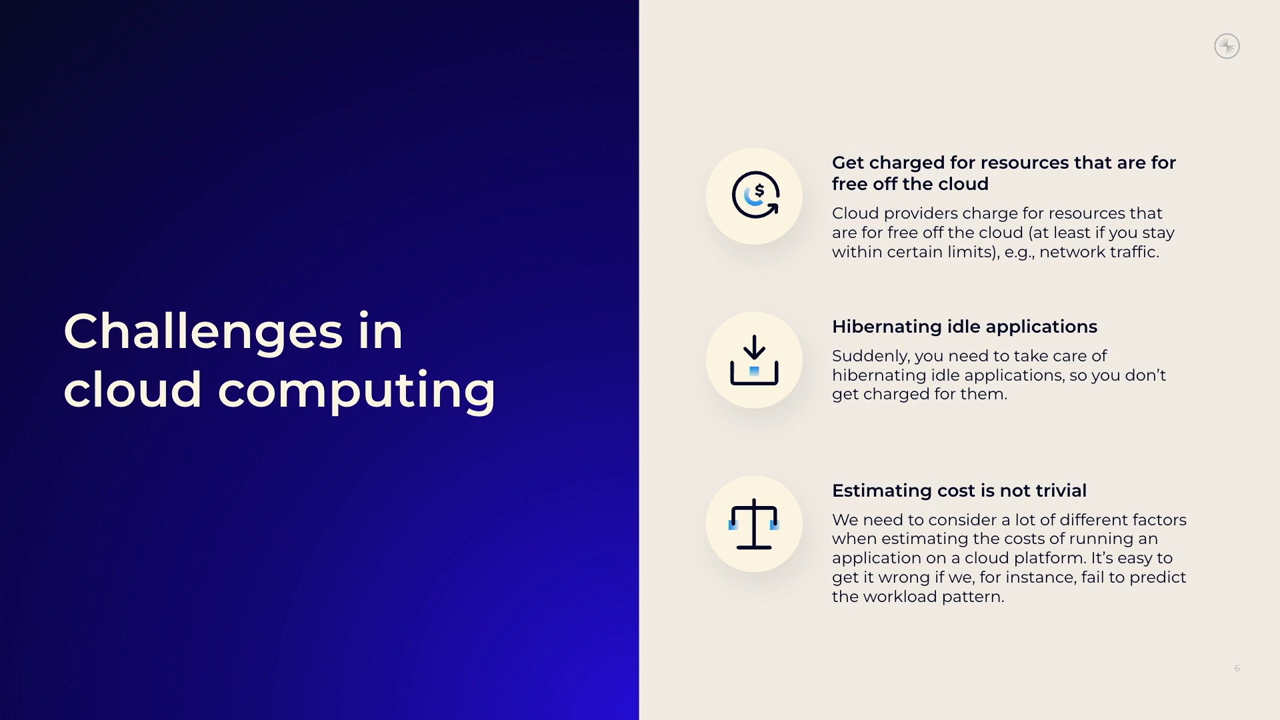 Challenges in
cloud computing
$
Get charged for resources that are for
free off the cloud
Cloud providers charge for resources that
are for free off the cloud (at least if you stay
within certain limits), e.g., network traffic.
Hibernating idle applications
Suddenly, you need to take care of
hibernating idle applications, so you don’t
get charged for them.
Estimating cost is not trivial
We need to consider a lot of different factors
when estimating the costs of running an
application on a cloud platform. It’s easy to
get it wrong if we, for instance, fail to predict
the workload pattern.
6